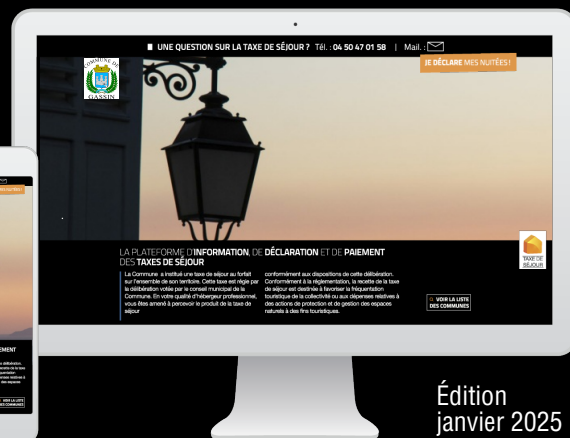 UNE QUESTION SUR LA TAXE DE SÉJOUR ? Tél. : 04 50 47 01 58 | Mail. :
JE DÉCLARE MES NUITÉES !
COMMUNE DE
GASSIN
LA PLATEFORME D'INFORMATION, DE DÉCLARATION ET DE PAIEMENT
DES TAXES DE SÉJOUR
La Commune a institué une taxe de séjour au forfait
sur l'ensemble de son territoire. Cette taxe est régie par
la délibération votée par le conseil municipal de la
Commune. En votre qualité d'hébergeur professionnel,
vous êtes amené à percevoir le produit de la taxe de
séjour
conformément aux dispositions de cette délibération.
Conformément à la réglementation, la recette de la taxe
de séjour est destinée à favoriser la fréquentation
touristique de la collectivité ou aux dépenses relatives à
des actions de protection et de gestion des espaces
naturels à des fins touristiques.
TAXE DE
SÉJOUR
VOIR LA LISTE
DES COMMUNES
EMENT
VOIR LA LISTE
DES COMMUNES
Édition
janvier 2025